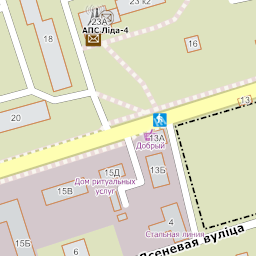 23 к2
23А
АПС Ліда-4
16
18
13
20
13А
Добрый
15Д
Дом ритуальных
услуг
15В
13Б
4
Стальная линия
Ясеневая вуліца
15Б